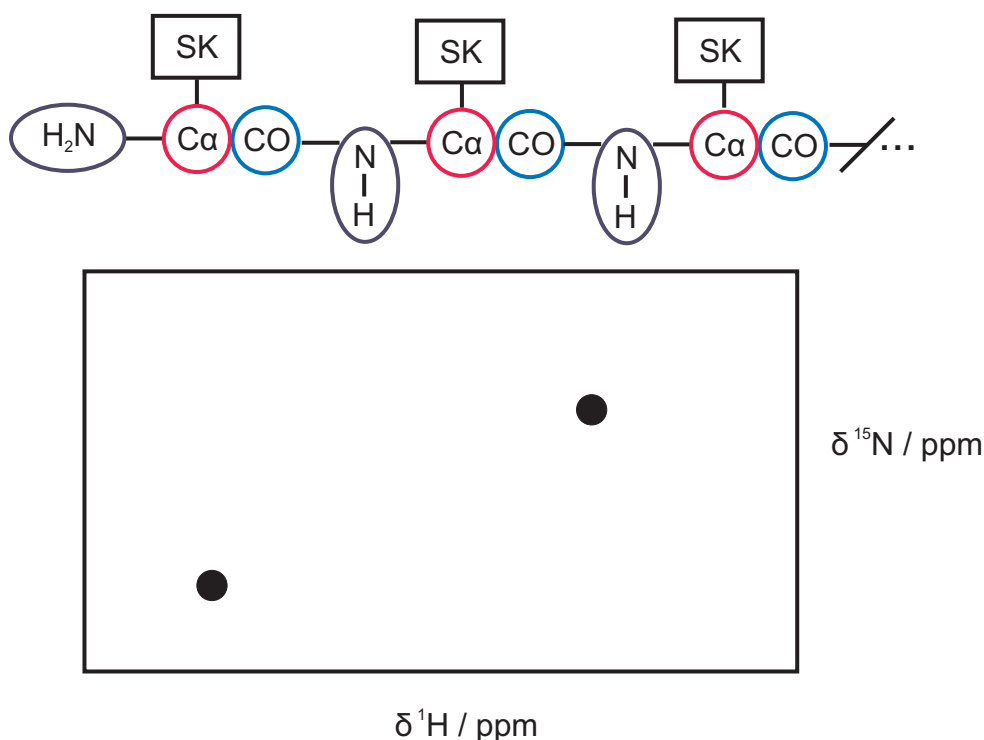 SK SK SK
H₂N Cα CO N H Cα CO N H Cα CO ...
δ ¹⁵N / ppm
δ ¹H / ppm